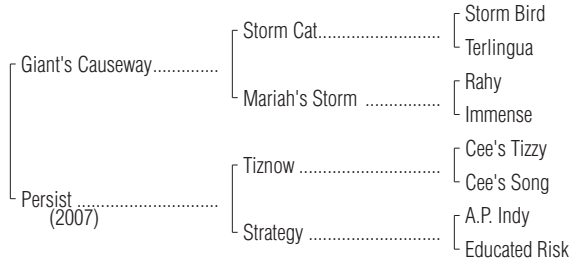 Storm Bird
Storm Cat......................................
Terlingua
Giant's Causeway..............
Rahy
Mariah's Storm .................
Immense
Cee's Tizzy
Tiznow ................................
Cee's Song
Persist ................................
(2007)
A.P. Indy
Strategy ..............................
Educated Risk